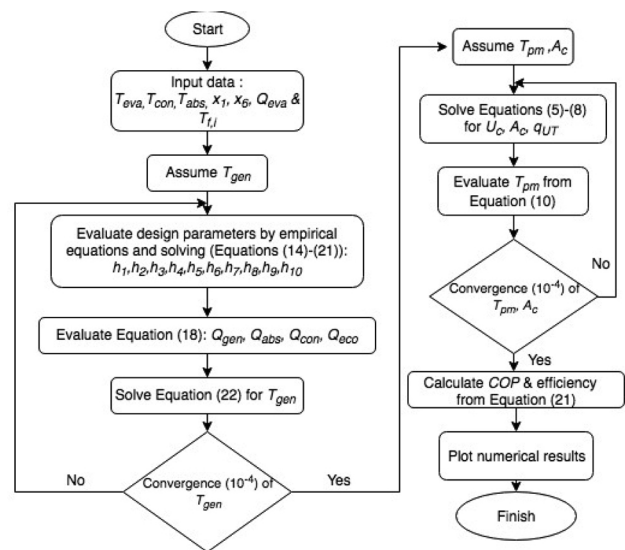 Start
Input data :
Teva,Tcon,Tabs, x1, x6, Qeva &
Tf,i
Assume Tgen
Evaluate design parameters by empirical
equations and solving (Equations (14)-(21)):
h1,h2,h3,h4,h5,h6,h7,h8,h9,h10
Evaluate Equation (18): Qgen, Qabs, Qcon, Qeco
Solve Equation (22) for Tgen
No
Convergence (10-4) of
Tgen
Yes
Assume Tpm ,Ac
Solve Equations (5)-(8)
for Uc, Ac, qUT
Evaluate Tpm from
Equation (10)
No
Convergence (10-4) of
Tpm, Ac
Yes
Calculate COP & efficiency
from Equation (21)
Plot numerical results
Finish